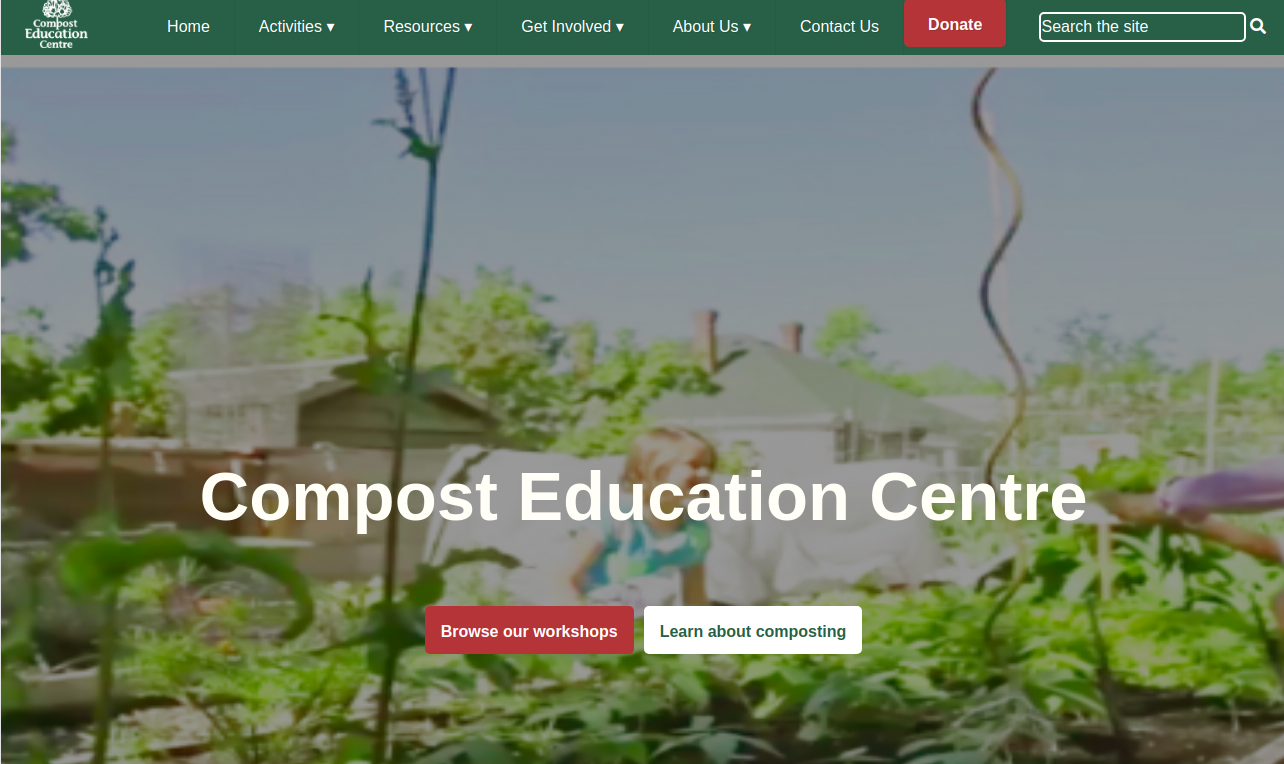 Compost
Education
Centre
Home
Activities ▾
Resources ▾
Get Involved ▾
About Us ▾
Contact Us
Donate
Search the site
Compost Education Centre
Browse our workshops
Learn about composting